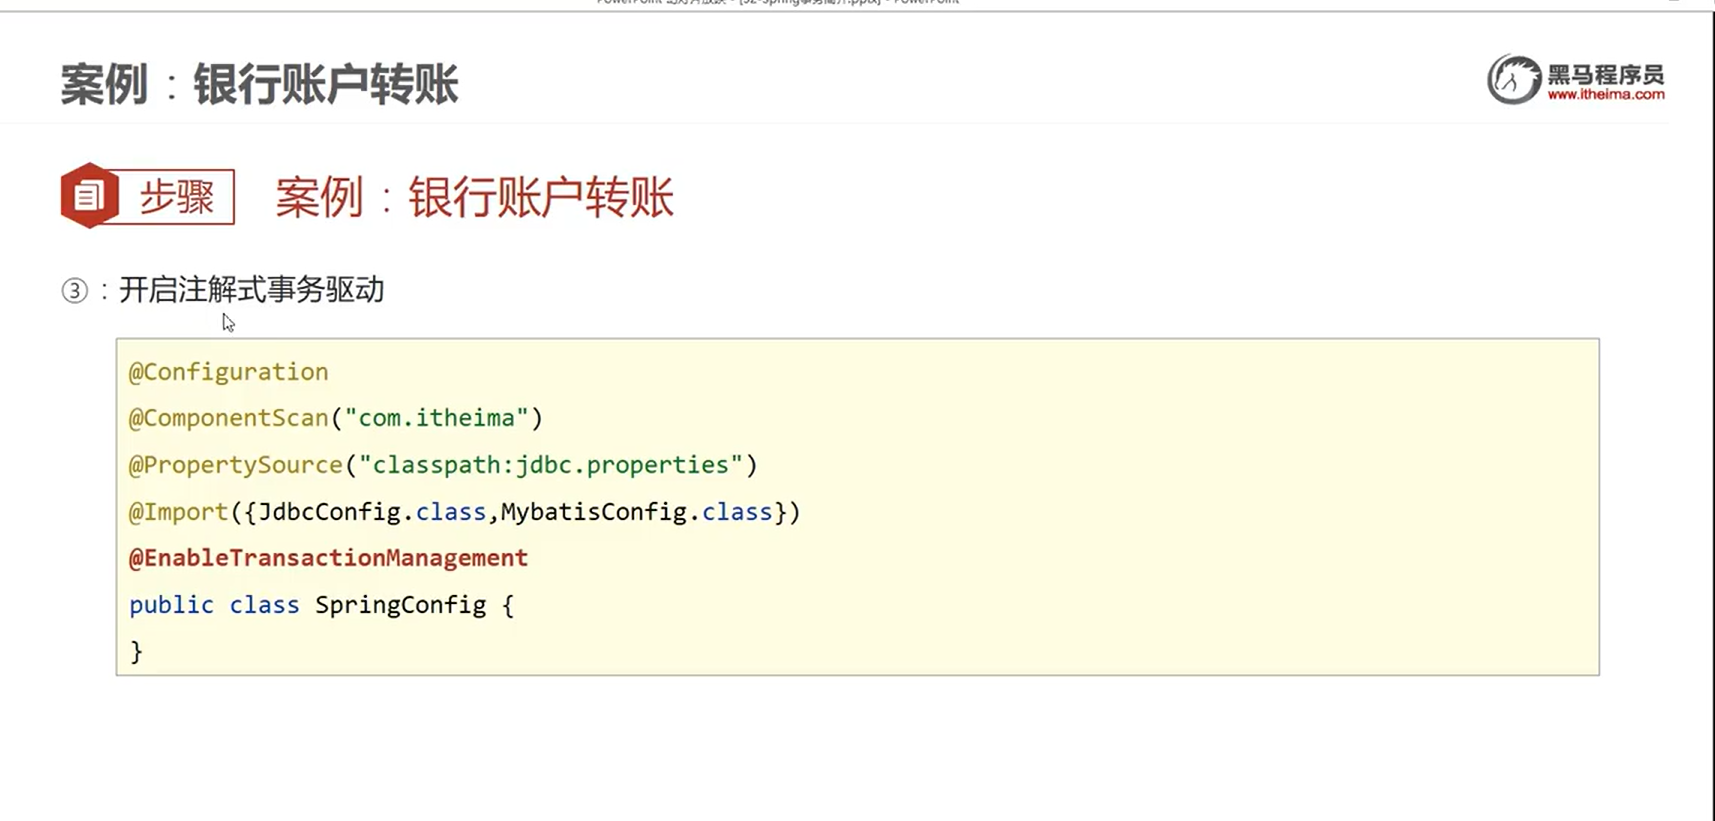 案例：银行账户转账
黑马程序员
www.itheima.com
步骤
案例：银行账户转账
③：开启注解式事务驱动
@Configuration
@ComponentScan("com.itheima")
@PropertySource("classpath:jdbc.properties")
@Import({JdbcConfig.class,MybatisConfig.class})
@EnableTransactionManagement
public class SpringConfig {
}